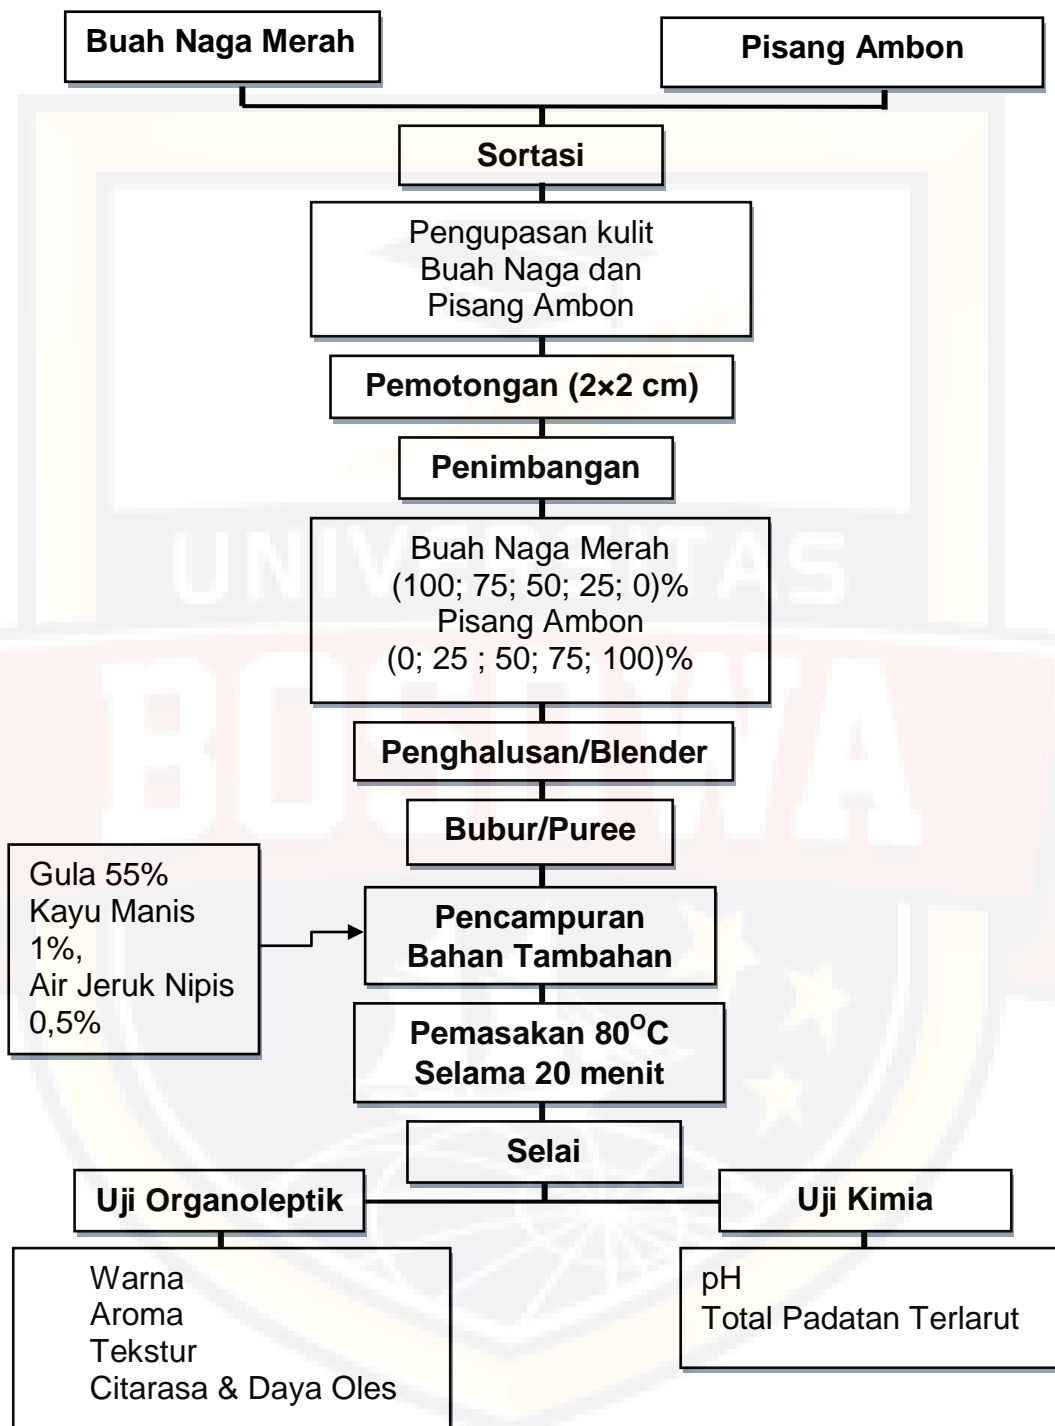 Buah Naga Merah
Pisang Ambon
Sortasi
Pengupasan kulit
Buah Naga dan
Pisang Ambon
Pemotongan (2×2 cm)
Penimbangan
UNIVERSITAS
Buah Naga Merah
(100; 75; 50; 25; 0)%
Pisang Ambon
(0; 25 ; 50; 75; 100)%
BOSOWA
Penghalusan/Blender
Bubur/Puree
Gula 55%
Kayu Manis
1%,
Air Jeruk Nipis
0,5%
Pencampuran
Bahan Tambahan
Pemasakan 80°C
Selama 20 menit
Selai
Uji Organoleptik
Uji Kimia
Warna
Aroma
Tekstur
Citarasa & Daya Oles
pH
Total Padatan Terlarut